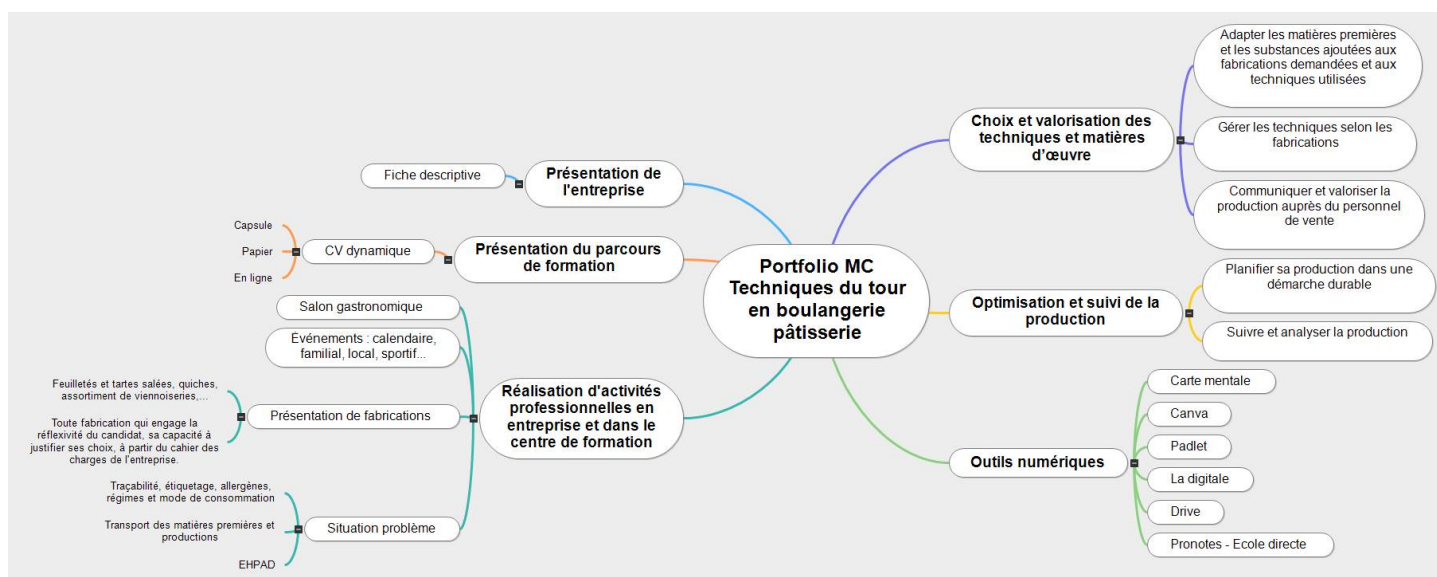 Portfolio MC
Techniques du tour
en boulangerie
pâtisserie
Présentation de
l'entreprise
Fiche descriptive
Présentation du parcours
de formation
CV dynamique
Capsule
Papier
En ligne
Réalisation d'activités
professionnelles en
entreprise et dans le
centre de formation
Salon gastronomique
Événements : calendaire,
familial, local, sportif...
Présentation de fabrications
Feuilletés et tartes salées, quiches,
assortiment de viennoiseries,...
Toute fabrication qui engage la
réflexivité du candidat, sa capacité à
justifier ses choix, à partir du cahier des
charges de l'entreprise.
Situation problème
Traçabilité, étiquetage, allergènes,
régimes et mode de consommation
Transport des matières premières et
productions
EHPAD
Choix et valorisation des
techniques et matières
d'œuvre
Adapter les matières premières
et les substances ajoutées aux
fabrications demandées et aux
techniques utilisées
Gérer les techniques selon les
fabrications
Communiquer et valoriser la
production auprès du personnel
de vente
Optimisation et suivi de la
production
Planifier sa production dans une
démarche durable
Suivre et analyser la production
Outils numériques
Carte mentale
Canva
Padlet
La digitale
Drive
Pronotes - Ecole directe